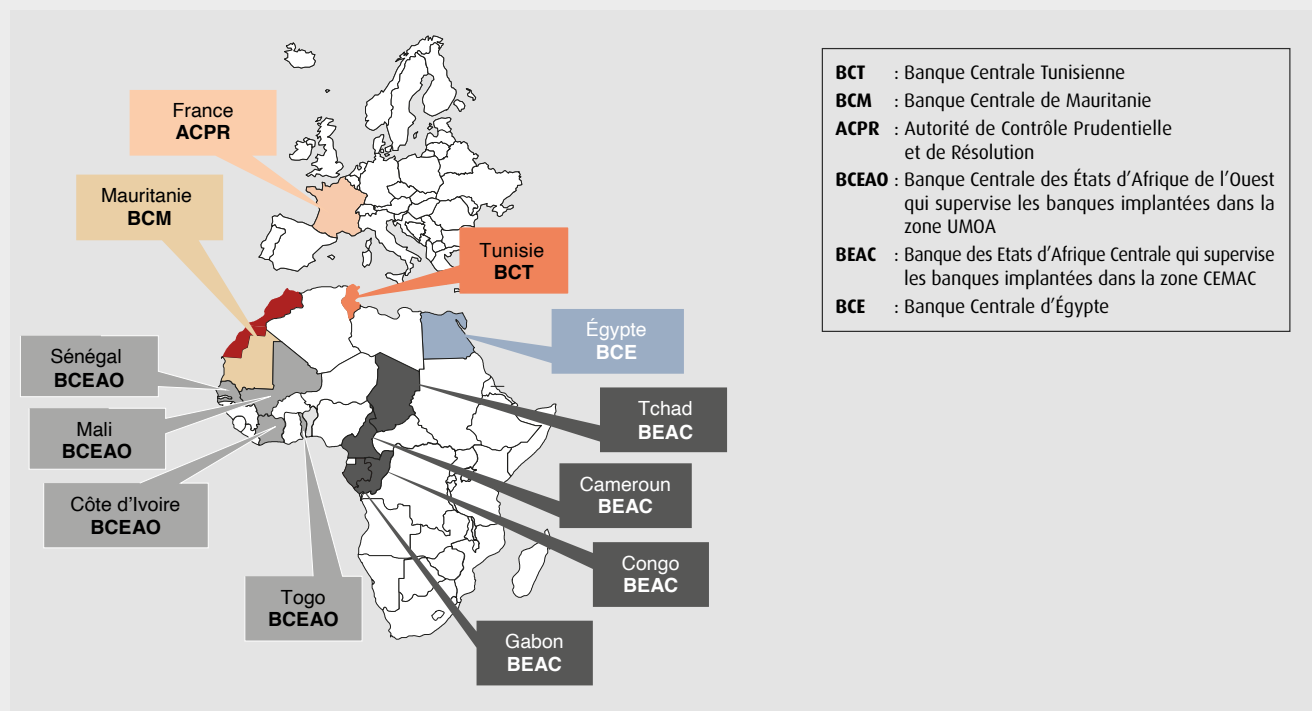 France
ACPR
Mauritanie
BCM
Tunisie
BCT
Égypte
BCE
Sénégal
BCEAO
Mali
BCEAO
Côte d'Ivoire
BCEAO
Togo
BCEAO
Tchad
BEAC
Cameroun
BEAC
Congo
BEAC
Gabon
BEAC
BCT : Banque Centrale Tunisienne
BCM : Banque Centrale de Mauritanie
ACPR : Autorité de Contrôle Prudentielle
et de Résolution
BCEAO : Banque Centrale des États d'Afrique de l'Ouest
qui supervise les banques implantées dans la
zone UMOA
BEAC : Banque des Etats d'Afrique Centrale qui supervise
les banques implantées dans la zone CEMAC
BCE : Banque Centrale d'Égypte